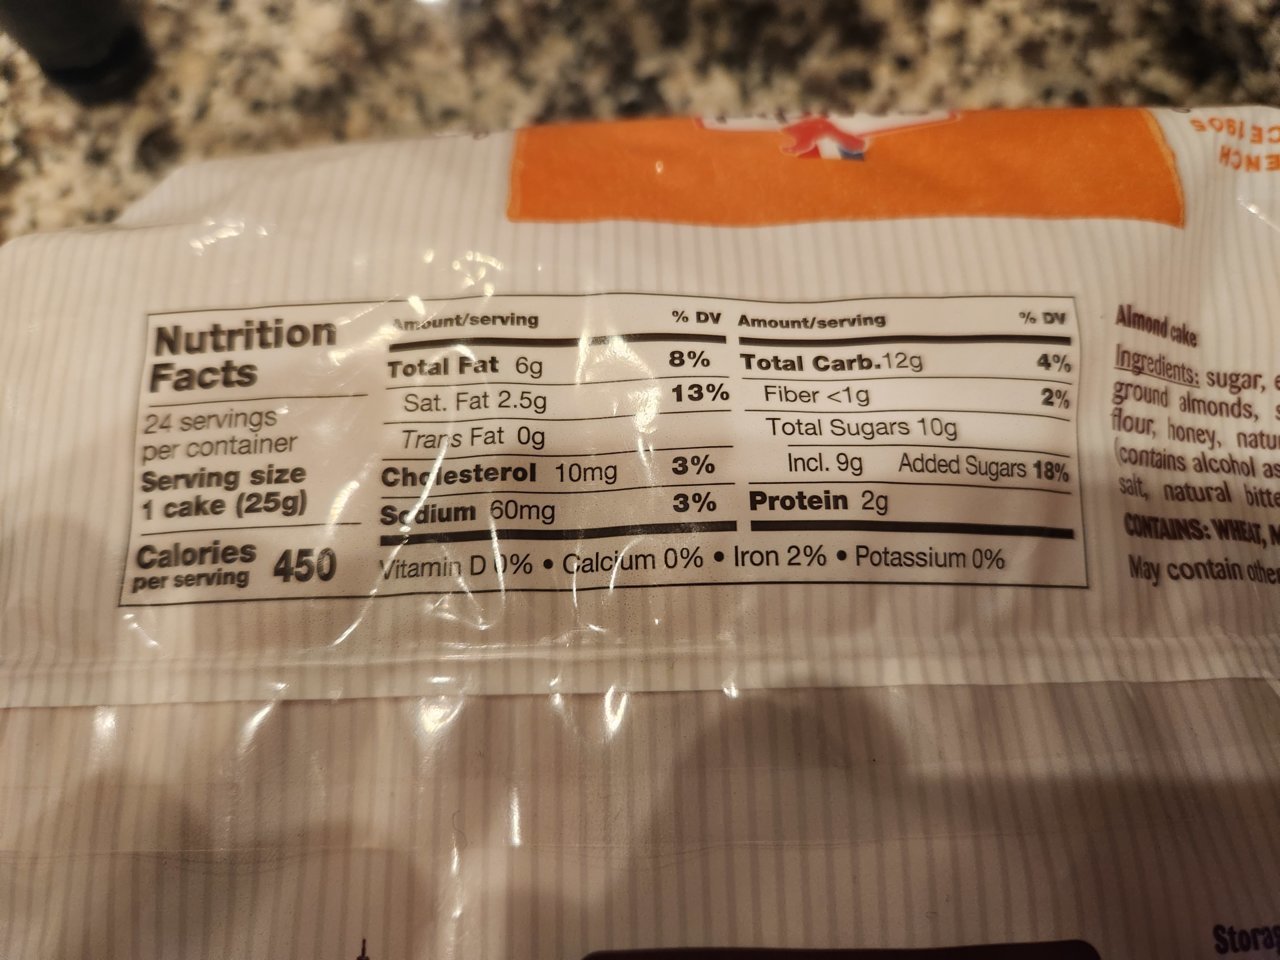 CE 1905
ENCH
Nutrition
Facts
24 servings
per container
Serving size
1 cake (25g)
Calories
per serving 450
Amount/serving % DV
Total Fat 6g 8%
Sat. Fat 2.5g 13%
Trans Fat 0g
Cholesterol 10mg 3%
Sodium 60mg 3%
Amount/serving % DV
Total Carb. 12g 4%
Fiber <1g 2%
Total Sugars 10g
Incl. 9g Added Sugars 18%
Protein 2g
Vitamin D 0% • Calcium 0% • Iron 2% • Potassium 0%
Almond cake
Ingredients: sugar,
ground almonds,
flour, honey,
(contains alcohol as
salt, natural
CONTAINS: WHEAT,
May contain